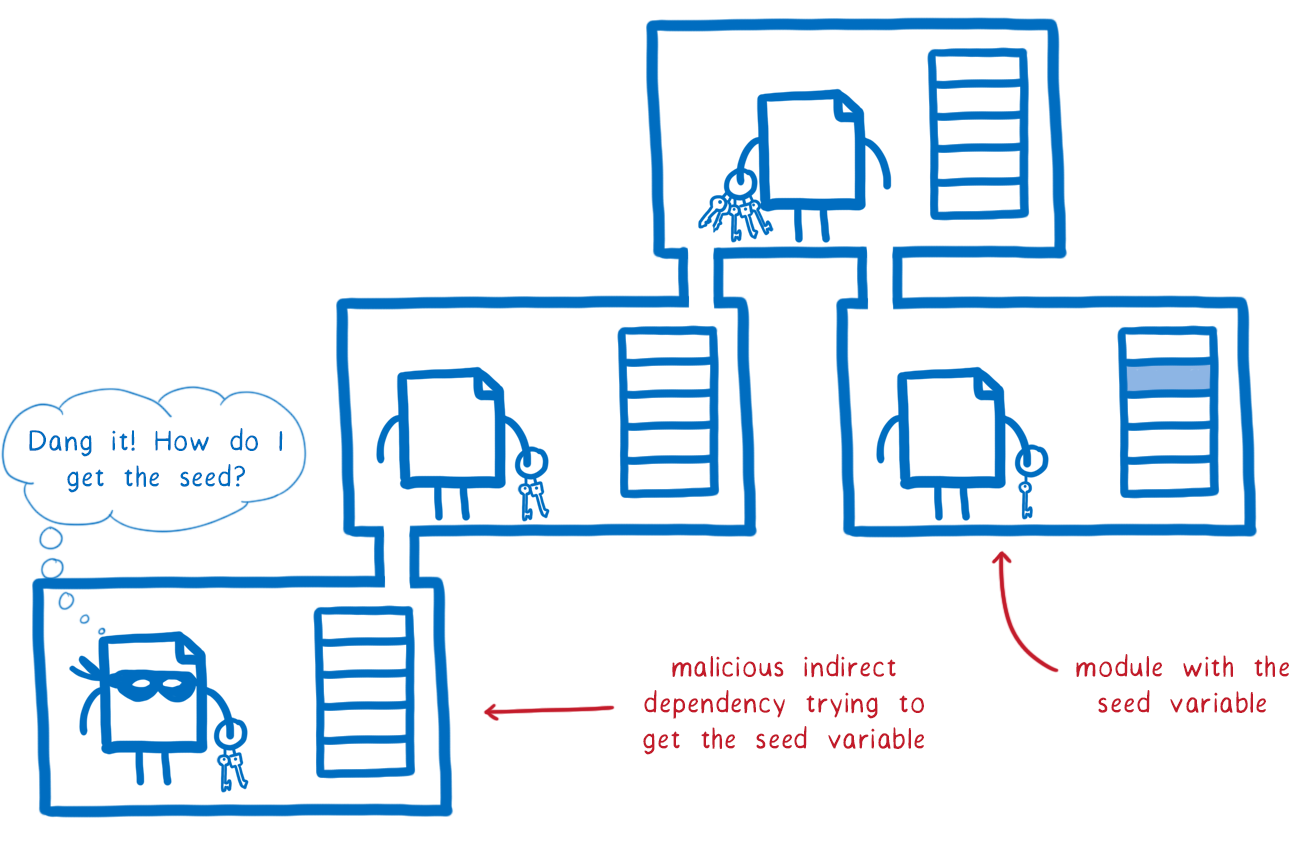 Dang it! How do I
get the seed?
malicious indirect
dependency trying to
get the seed variable
module with the
seed variable